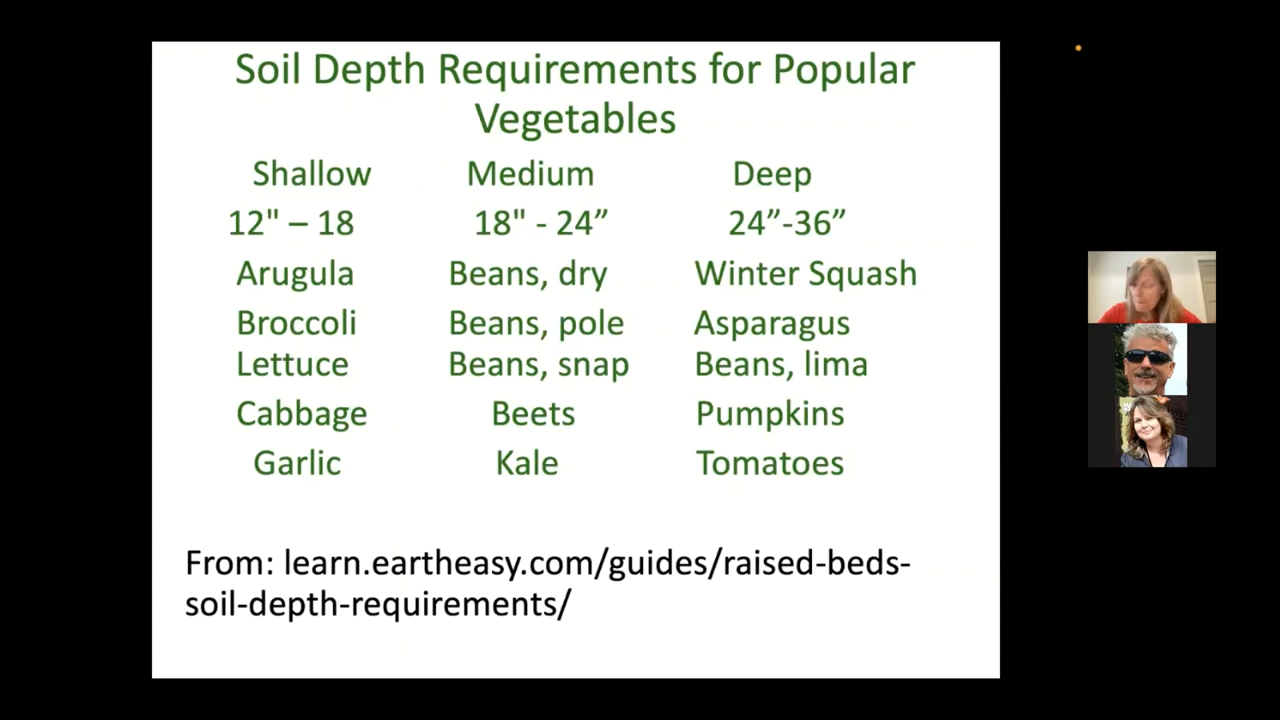 Soil Depth Requirements for Popular
Vegetables
Shallow Medium Deep
12" – 18 18" - 24” 24”-36”
Arugula Beans, dry Winter Squash
Broccoli Beans, pole Asparagus
Lettuce Beans, snap Beans, lima
Cabbage Beets Pumpkins
Garlic Kale Tomatoes
From: learn.eartheasy.com/guides/raised-beds-
soil-depth-requirements/